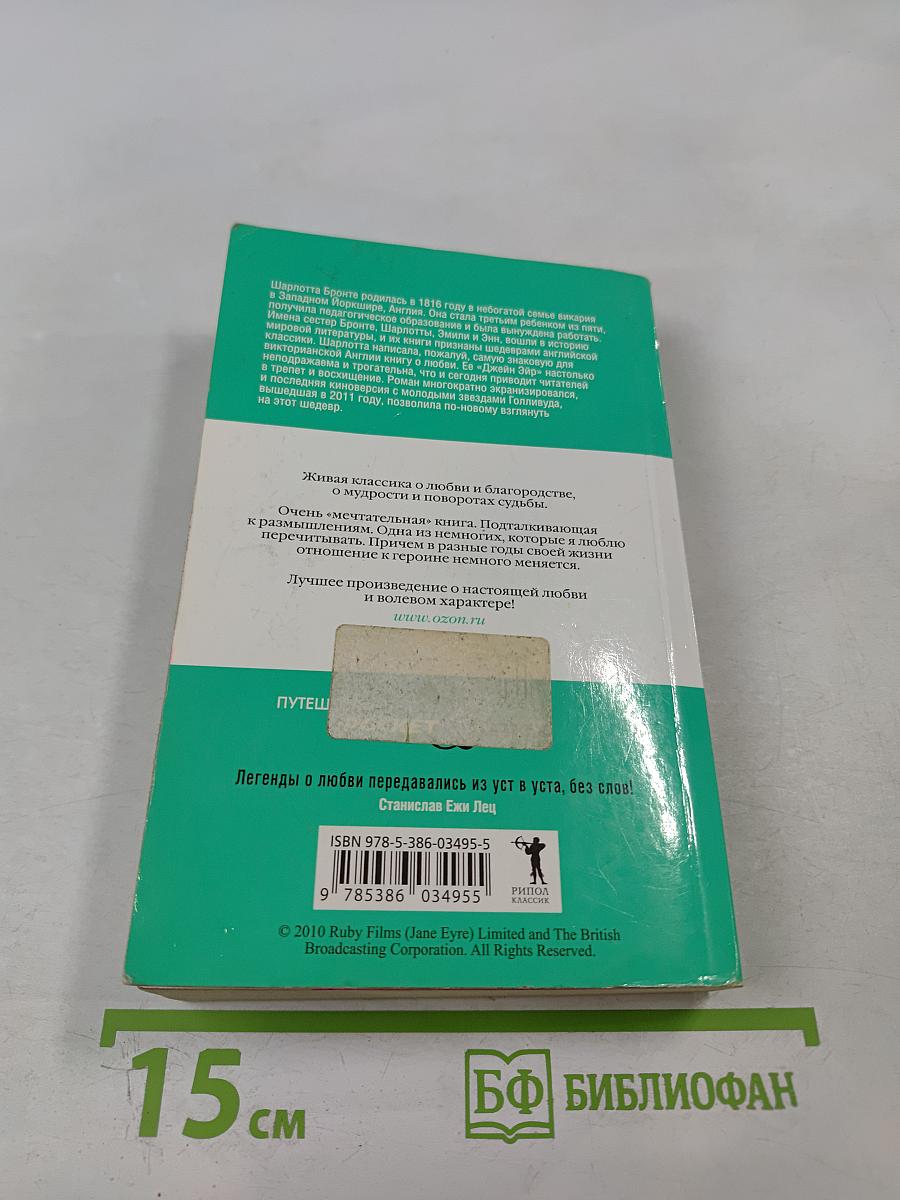 Шарлотта Бронте родилась в 1816 году в небогатой семье викария
в Западном Йоркшире, Англия. Она стала третьим ребенком из пяти,
получила педагогическое образование и была вынуждена работать.
Имена сестер Бронте, Шарлотты, Эмили и Энн, вошли в историю
мировой литературы, и их книги признаны шедеврами английской
классики. Шарлотта написала, пожалуй, самую знаковую для
викторианской Англии книгу о любви. Ее «Джейн Эйр» настолько
неподражаема и трогательна, что и сегодня приводит читателей
в трепет и восхищение. Роман многократно экранизировался,
и последняя киноверсия с молодыми звездами Голливуда,
вышедшая в 2011 году, позволила по-новому взглянуть
на этот шедевр.
Живая классика о любви и благородстве,
о мудрости и поворотах судьбы.
Очень «мечтательная» книга. Подталкивающая
к размышлениям. Одна из немногих, которые я люблю
перечитывать. Причем в разные годы своей жизни
отношение к героине немного меняется.
Лучшее произведение о настоящей любви
и волевом характере!
www.ozon.ru
ПУТЕШ
Легенды о любви передавались из уст в уста, без слов!
Станислав Ежи Лец
ISBN 978-5-386-03495-5
9 785386 034955
РИПОЛ
КЛАССИК
© 2010 Ruby Films (Jane Eyre) Limited and The British
Broadcasting Corporation. All Rights Reserved.
15 см
БФ БИБЛИОФАН